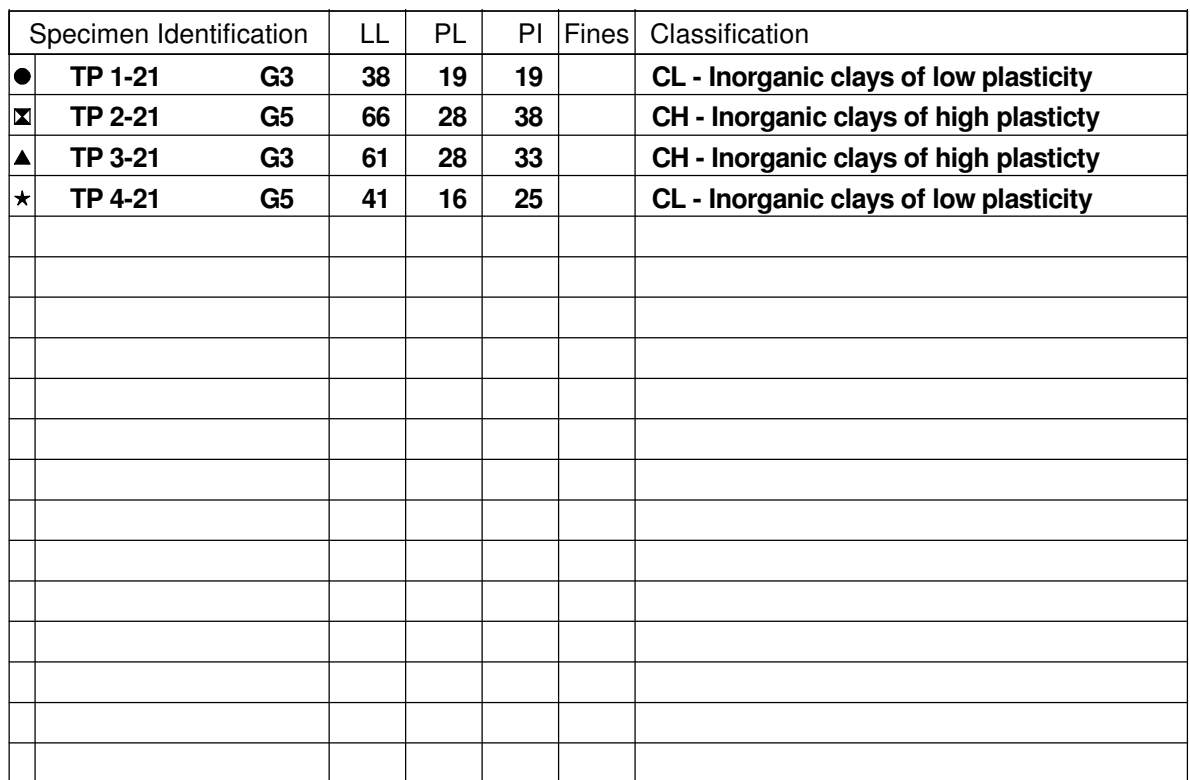 Specimen Identification LL PL PI Fines Classification
TP 1-21 G3 38 19 19 CL - Inorganic clays of low plasticity
TP 2-21 G5 66 28 38 CH - Inorganic clays of high plasticty
TP 3-21 G3 61 28 33 CH - Inorganic clays of high plasticty
TP 4-21 G5 41 16 25 CL - Inorganic clays of low plasticity